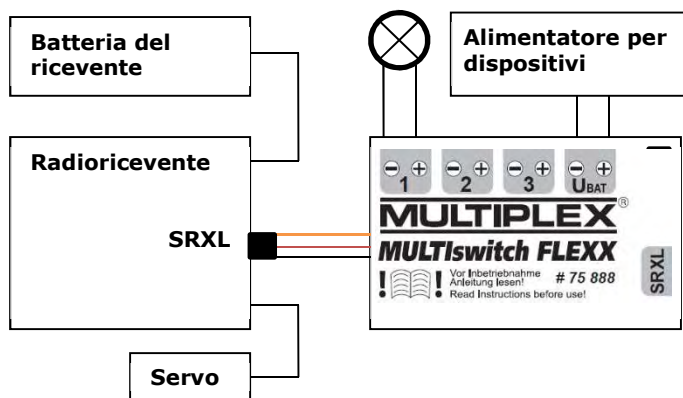 Batteria del
ricevente
Alimentatore per
dispositivi
Radioricevente
SRXL
Servo
- + - + - + - +
1 2 3 UBAT
MULTIPLEX®
MULTIswitch FLEXX
! ! Vor Inbetriebnahme
Anleitung lesen! # 75 888
Read Instructions before use!
SRXL